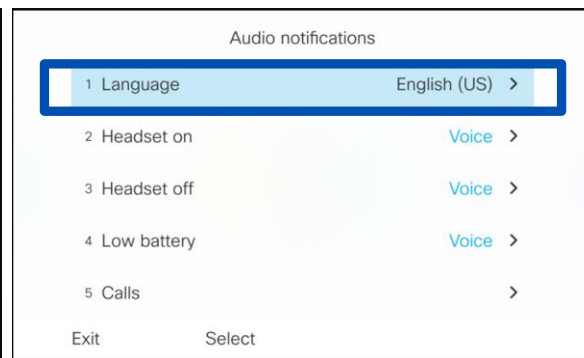 Audio notifications
1 Language English (US) >
2 Headset on Voice >
3 Headset off Voice >
4 Low battery Voice >
5 Calls >
Exit Select